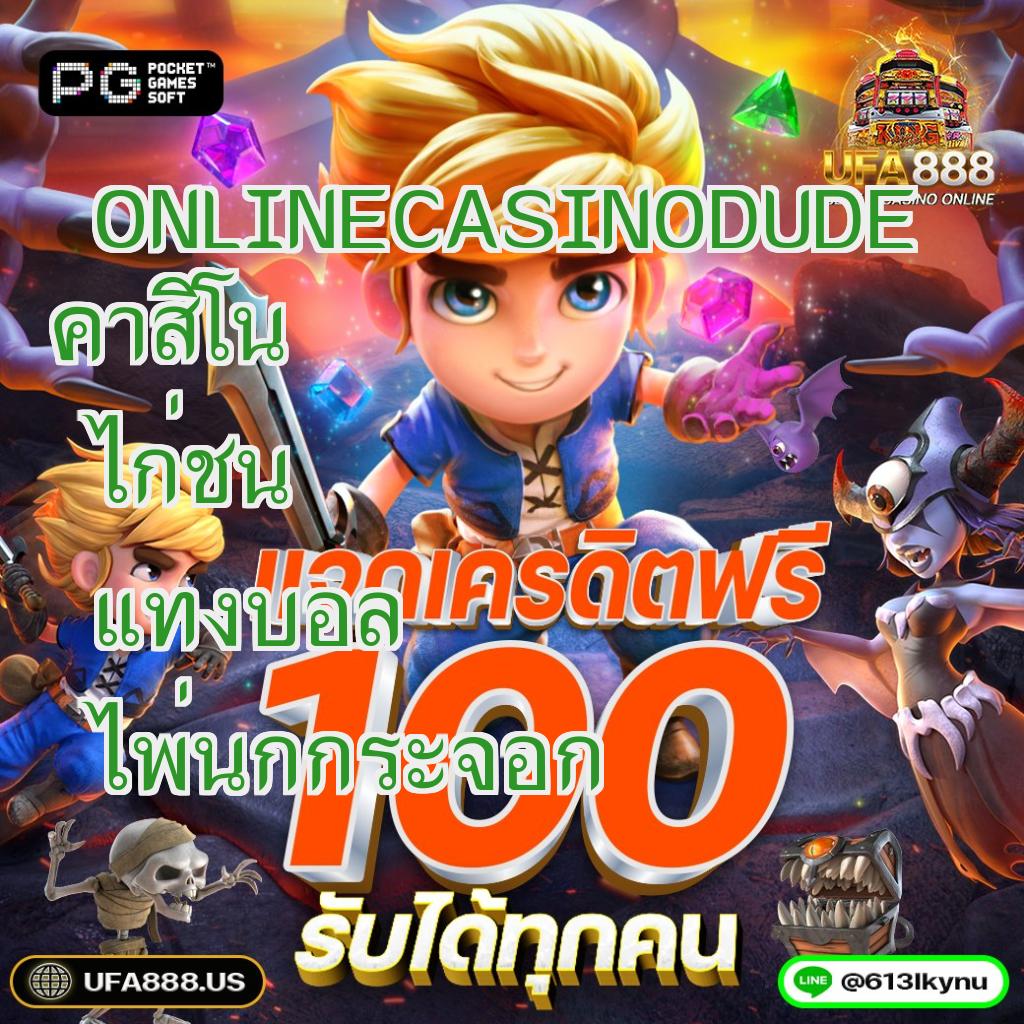 PG POCKET™
GAMES
SOFT
UFA888
CASINO ONLINE
ONLINECASINODUDE
คาสิโน
ไก่ชน
แจกเครดิตฟรี
แทงบอล
100
ไพ่นกกระจอก
รับได้ทุกคน
UFA888.US
LINE @613lkynu